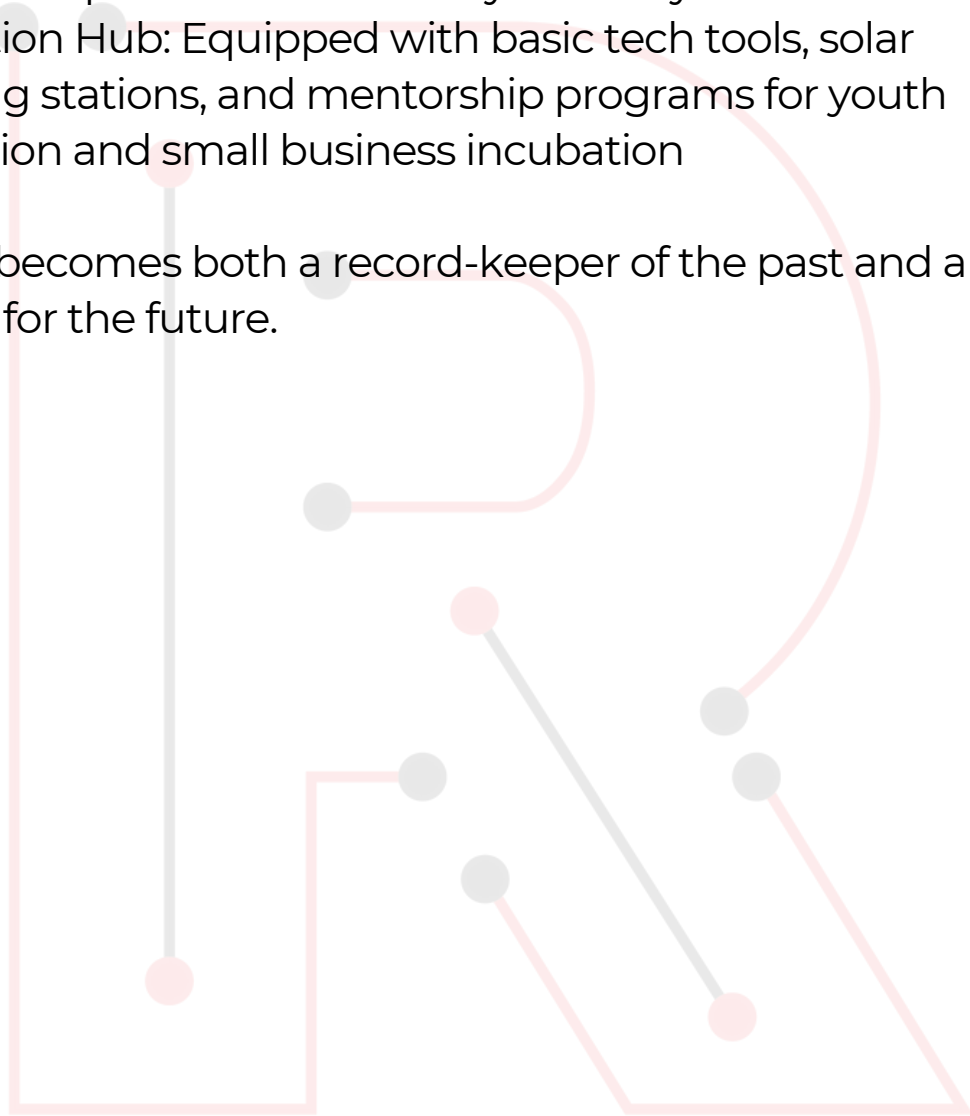 tion Hub: Equipped with basic tech tools, solar
g stations, and mentorship programs for youth
ion and small business incubation
becomes both a record-keeper of the past and a
for the future.